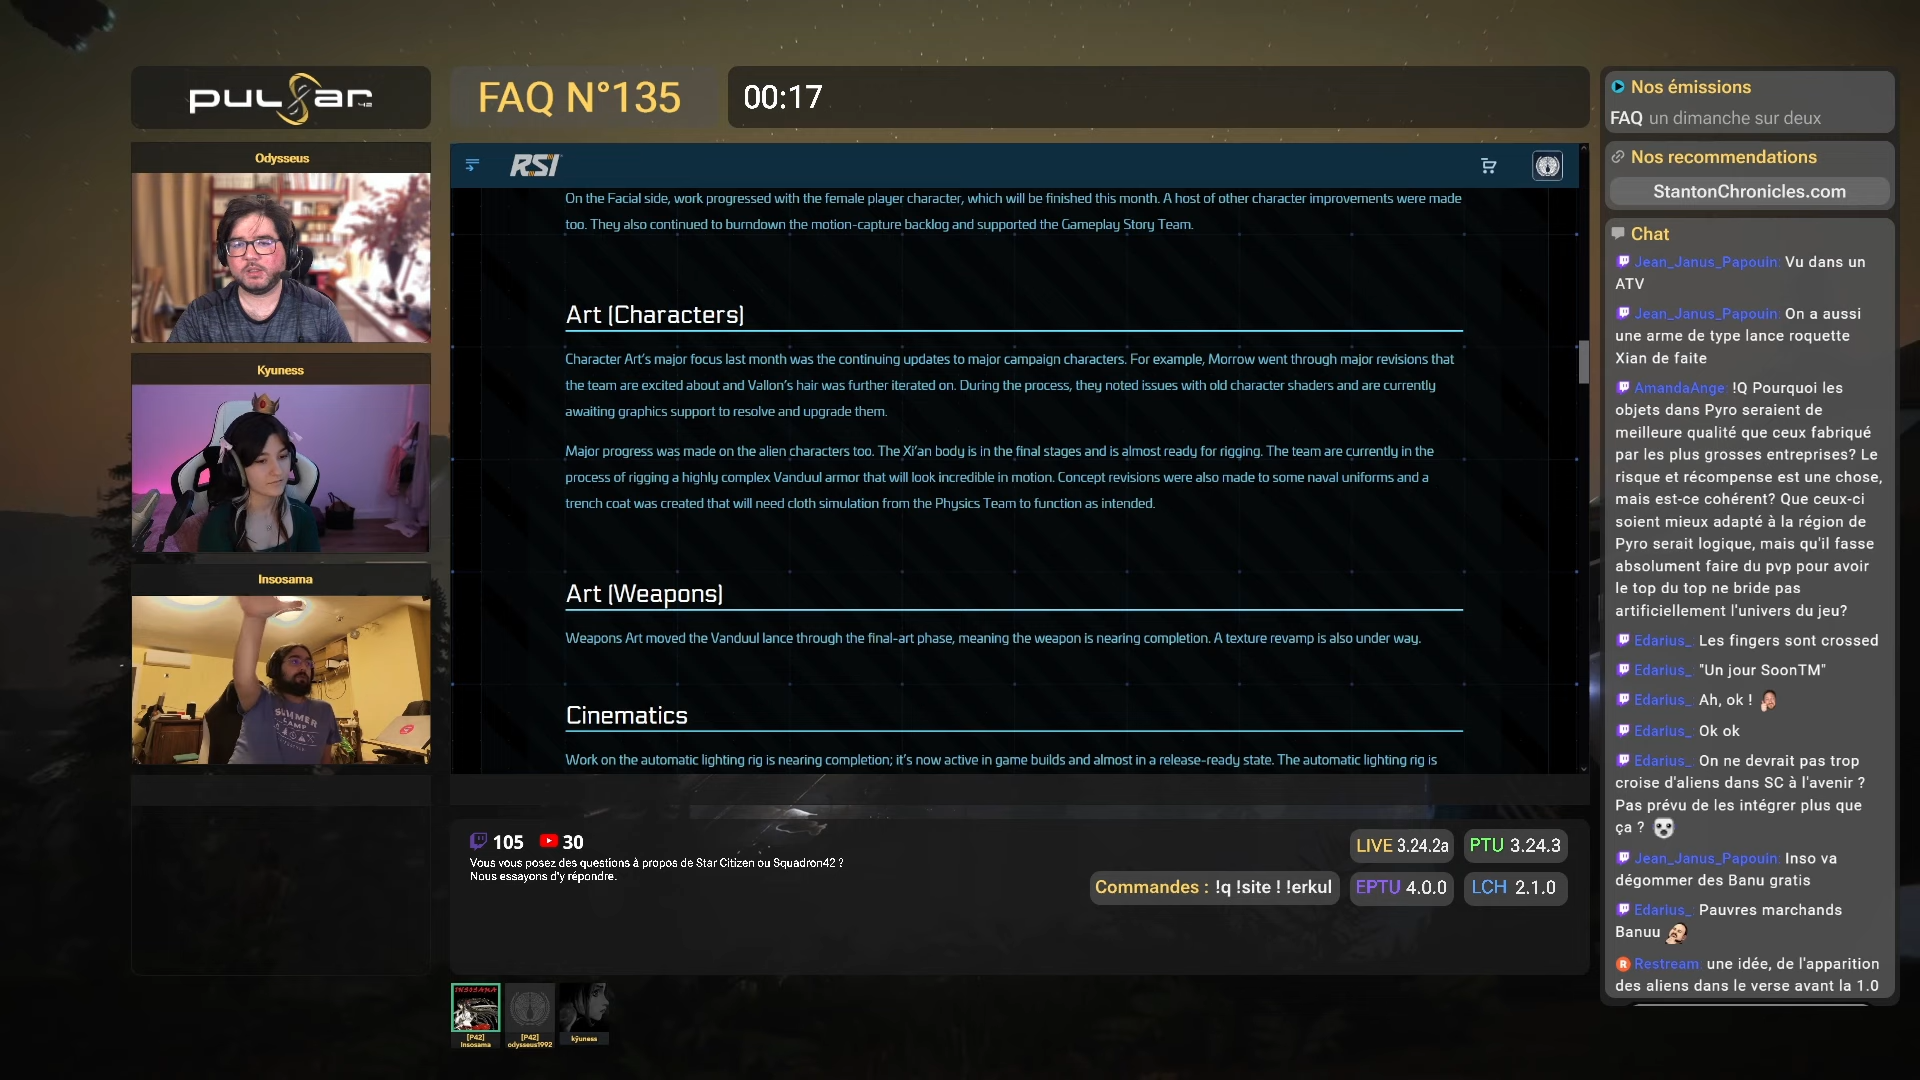 pulsar 42
FAQ N°135
00:17
Odysseus
Kyuness
Insosama
SUMMER
CAMP
RSI
On the Facial side, work progressed with the female player character, which will be finished this month. A host of other character improvements were made
too. They also continued to burndown the motion-capture backlog and supported the Gameplay Story Team.
Art (Characters)
Character Art's major focus last month was the continuing updates to major campaign characters. For example, Morrow went through major revisions that
the team are excited about and Vallon's hair was further iterated on. During the process, they noted issues with old character shaders and are currently
awaiting graphics support to resolve and upgrade them.
Major progress was made on the alien characters too. The Xi'an body is in the final stages and is almost ready for rigging. The team are currently in the
process of rigging a highly complex Vanduul armor that will look incredible in motion. Concept revisions were also made to some naval uniforms and a
trench coat was created that will need cloth simulation from the Physics Team to function as intended.
Art (Weapons)
Weapons Art moved the Vanduul lance through the final-art phase, meaning the weapon is nearing completion. A texture revamp is also under way.
Cinematics
Work on the automatic lighting rig is nearing completion; it's now active in game builds and almost in a release-ready state. The automatic lighting rig is
105 30
Vous vous posez des questions à propos de Star Citizen ou Squadron42 ?
Nous essayons d'y répondre.
LIVE 3.24.2a
PTU 3.24.3
Commandes : !q !site ! !erkul
EPTU 4.0.0
LCH 2.1.0
INSOSAMA
[P42]
Insosama
[P42]
odysseus1992
kÿuness
Nos émissions
FAQ un dimanche sur deux
Nos recommendations
StantonChronicles.com
Chat
Jean_Janus_Papouin: Vu dans un
ATV
Jean_Janus_Papouin: On a aussi
une arme de type lance roquette
Xian de faite
AmandaAnge: !Q Pourquoi les
objets dans Pyro seraient de
meilleure qualité que ceux fabriqué
par les plus grosses entreprises? Le
risque et récompense est une chose,
mais est-ce cohérent? Que ceux-ci
soient mieux adapté à la région de
Pyro serait logique, mais qu'il fasse
absolument faire du pvp pour avoir
le top du top ne bride pas
artificiellement l'univers du jeu?
Edarius_: Les fingers sont crossed
Edarius_: "Un jour SoonTM"
Edarius_: Ah, ok !
Edarius_: Ok ok
Edarius_: On ne devrait pas trop
croise d'aliens dans SC à l'avenir ?
Pas prévu de les intégrer plus que
ça ?
Jean_Janus_Papouin: Inso va
dégommer des Banu gratis
Edarius_: Pauvres marchands
Banuu
Restream: une idée, de l'apparition
des aliens dans le verse avant la 1.0